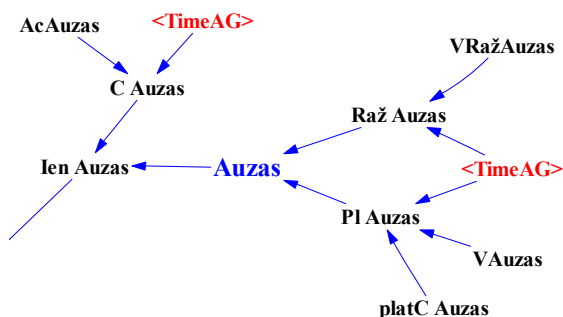 AcAuzas
<TimeAG>
VRažAuzas
C Auzas
Raž Auzas
Ien Auzas
Auzas
<TimeAG>
Pl Auzas
VAuzas
platC Auzas